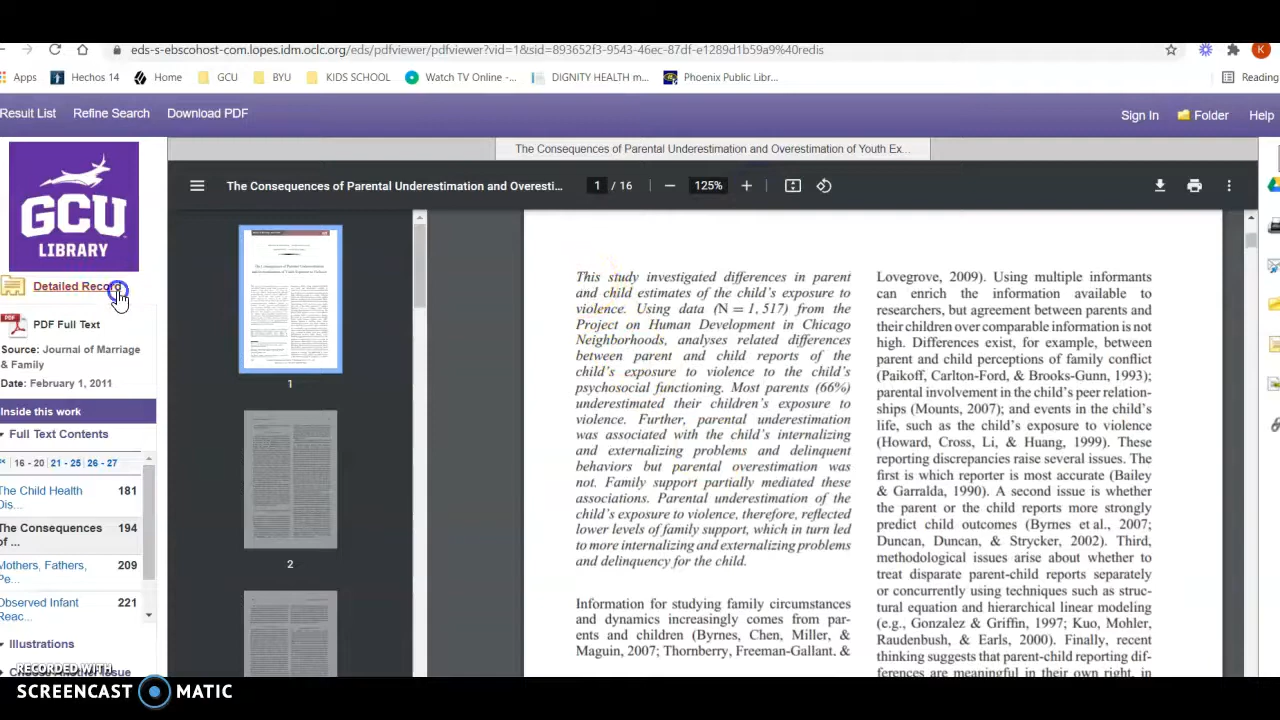 eds-s-ebscohost-com.lopes.idm.oclc.org/eds/pdfviewer/pdfviewer?vid=1&sid=893652f3-9543-46ec-87df-e1289d1b59a9%40redis
K
Apps Hechos 14 Home GCU BYU KIDS SCHOOL Watch TV Online -... DIGNITY HEALTH m... Phoenix Public Libr... Reading
Result List Refine Search Download PDF Sign In Folder Help
The Consequences of Parental Underestimation and Overestimation of Youth Ex...
The Consequences of Parental Underestimation and Overesti... 1 / 16 125%
GCU
LIBRARY
Detailed Record
PDF PDF Full Text
Source: Journal of Marriage
& Family
Date: February 1, 2011
Inside this work
Full Text Contents
16 - 20 21 - 25 26 - 27
The Child Health 181
Dis...
The Consequences 194
of ...
Mothers, Fathers, 209
Pe...
Observed Infant 221
Reac...
Illustrations
Choose Another Issue
RECORDED WITH
SCREENCAST MATIC
1
2
This study investigated differences in parent
and child estimates of the child's exposure to
violence. Using data
from the
Project on Human Development in Chicago
Neighborhoods, analyses related differences
between parent and child reports of the
child's exposure to violence to the child's
psychosocial functioning. Most parents (66%)
underestimated their children's exposure to
violence. Further, parental underestimation
was associated with the child's internalizing
and externalizing problems and delinquent
behaviors but parental overestimation was
not. Family support partially mediated these
associations. Parental underestimation of the
child's exposure to violence, therefore, reflected
lower levels of family support, which in turn led
to more internalizing and externalizing problems
and delinquency for the child.
Information for studying family circumstances
and dynamics increasingly comes from par-
ents and children (Byrnes, Chen, Miller, &
Maguin, 2007; Thornberry, Freeman-Gallant, &
Lovegrove, 2009). Using multiple informants
can enrich the information available to
researchers, but agreement between parents and
their children over comparable information is not
high. Differences exist, for example, between
parent and child perceptions of family conflict
(Paikoff, Carlton-Ford, & Brooks-Gunn, 1993);
parental involvement in the child's peer relation-
ships (Mounts, 2007); and events in the child's
life, such as the child's exposure to violence
(Howard, Cross, Li, & Huang, 1999). These
reporting discrepancies raise several issues. The
first is which reporter is most accurate (Bailey
& Garralda, 1990). A second issue is whether
the parent or the child reports more strongly
predict child outcomes (Byrnes et al., 2007;
Duncan, Duncan, & Strycker, 2002). Third,
methodological issues arise about whether to
treat disparate parent-child reports separately
or concurrently using techniques such as struc-
tural equation and hierarchical linear modeling
(e.g., Gonzalez & Griffin, 1997; Kuo, Mohler,
Raudenbush, & Earls, 2000). Finally, recent
thinking suggests that parent-child reporting dif-
ferences are meaningful in their own right, in